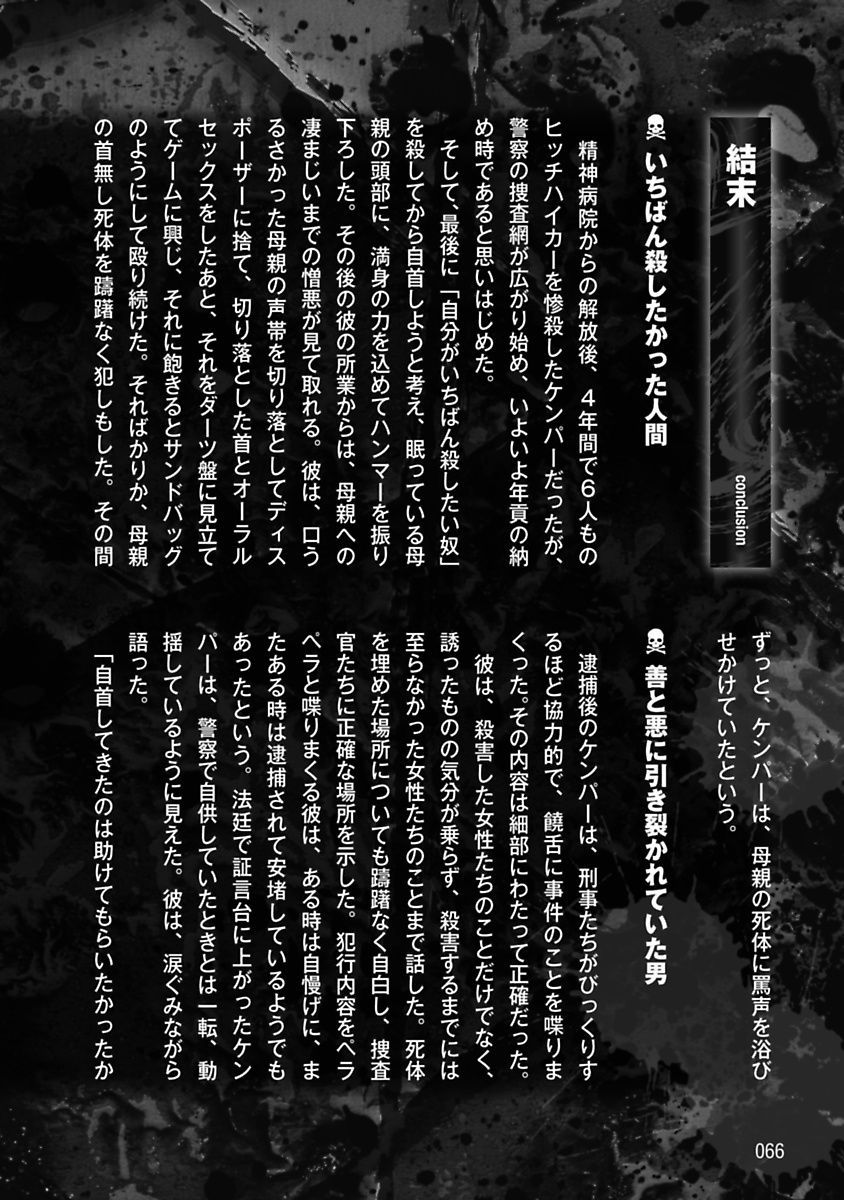 結末
conclusion
いちばん殺したかった人間
精神病院からの解放後、4年間で6人もの
ヒッチハイカーを惨殺したケンパーだったが、
警察の捜査網が広がり始め、いよいよ年貢の納
め時であると思いはじめた。
そして、最後に「自分がいちばん殺したい奴」
を殺してから自首しようと考え、眠っている母
親の頭部に、満身の力を込めてハンマーを振り
下ろした。その後の彼の所業からは、母親への
凄まじいまでの憎悪が見て取れる。彼は、口う
るさかった母親の声帯を切り落としてディス
ポーザーに捨て、切り落とした首とオーラル
セックスをしたあと、それをダーツ盤に見立て
てゲームに興じ、それに飽きるとサンドバッグ
のようにして殴り続けた。そればかりか、母親
の首無し死体を躊躇なく犯しもした。その間
ずっと、ケンパーは、母親の死体に罵声を浴び
せかけていたという。
善と悪に引き裂かれていた男
逮捕後のケンパーは、刑事たちがびっくりす
るほど協力的で、饒舌に事件のことを喋りま
くった。その内容は細部にわたって正確だった。
彼は、殺害した女性たちのことだけでなく、
誘ったものの気分が乗らず、殺害するまでには
至らなかった女性たちのことまで話した。死体
を埋めた場所についても躊躇なく自白し、捜査
官たちに正確な場所を示した。犯行内容をペラ
ペラと喋りまくる彼は、ある時は自慢げに、ま
たある時は逮捕されて安堵しているようでも
あったという。法廷で証言台に上がったケン
パーは、警察で自供していたときとは一転、動
揺しているように見えた。彼は、涙ぐみながら
語った。
「自首してきたのは助けてもらいたかったか
066